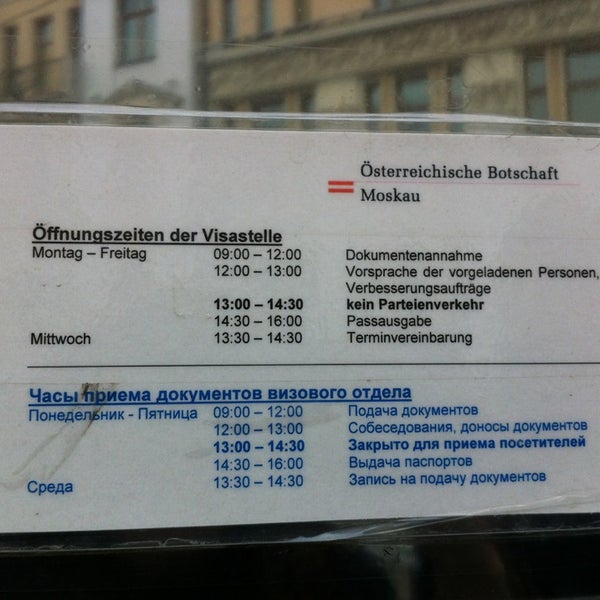 Österreichische Botschaft
Moskau
Öffnungszeiten der Visastelle
Montag – Freitag 09:00 – 12:00 Dokumentenannahme
12:00 – 13:00 Vorsprache der vorgeladenen Personen,
Verbesserungsaufträge
13:00 – 14:30 kein Parteienverkehr
14:30 – 16:00 Passausgabe
Mittwoch 13:30 – 14:30 Terminvereinbarung
Часы приема документов визового отдела
Понедельник - Пятница 09:00 – 12:00 Подача документов
12:00 – 13:00 Собеседования, доносы документов
13:00 – 14:30 Закрыто для приема посетителей
14:30 – 16:00 Выдача паспортов
Среда 13:30 – 14:30 Запись на подачу документов